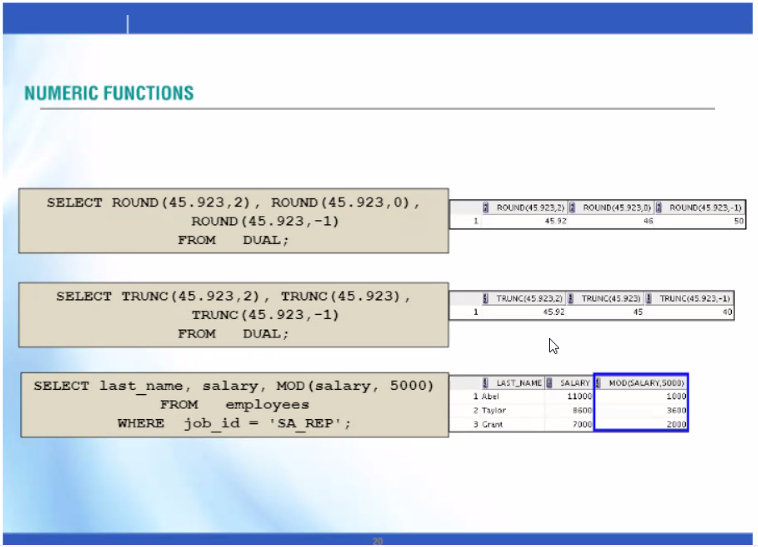 NUMERIC FUNCTIONS
SELECT ROUND(45.923,2), ROUND(45.923,0),
ROUND(45.923,-1)
FROM DUAL;
ROUND(45.923,2) ROUND(45.923,0) ROUND(45.923,-1)
1 45.92 46 50
SELECT TRUNC(45.923,2), TRUNC(45.923),
TRUNC(45.923,-1)
FROM DUAL;
TRUNC(45.923,2) TRUNC(45.923) TRUNC(45.923,-1)
1 45.92 45 40
SELECT last_name, salary, MOD(salary, 5000)
FROM employees
WHERE job_id = 'SA_REP';
LAST_NAME SALARY MOD(SALARY,5000)
1 Abel 11000 1000
2 Taylor 8600 3600
3 Grant 7000 2000
20